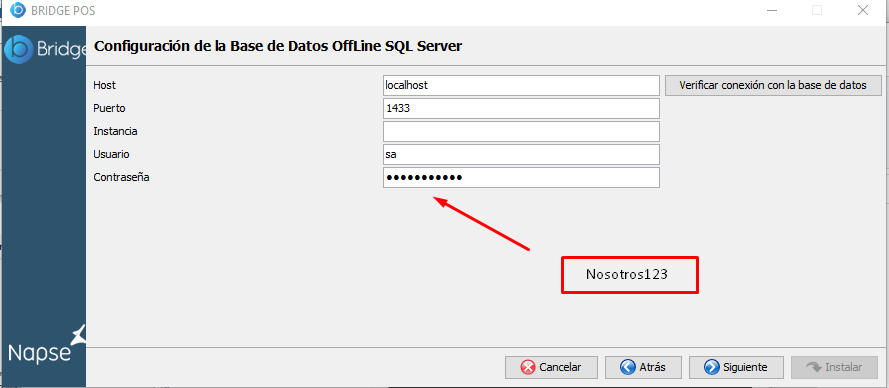 BRIDGE POS
Bridge
Configuración de la Base de Datos OffLine SQL Server
Host
localhost
Verificar conexión con la base de datos
Puerto
1433
Instancia
Usuario
sa
Contraseña
●●●●●●●●●●●
Nosotros123
Napse
Cancelar
Atrás
Siguiente
Instalar